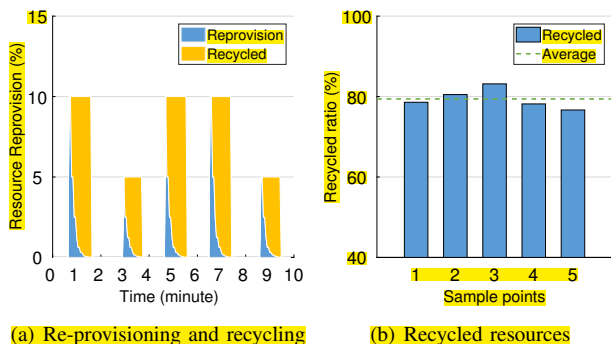 15
10
5
0
Resource Reprovision (%)
Reprovision
Recycled
0 1 2 3 4 5 6 7 8 9 10
Time (minute)
(a) Re-provisioning and recycling
100
80
60
40
Recycled ratio (%)
Recycled
Average
1 2 3 4 5
Sample points
(b) Recycled resources